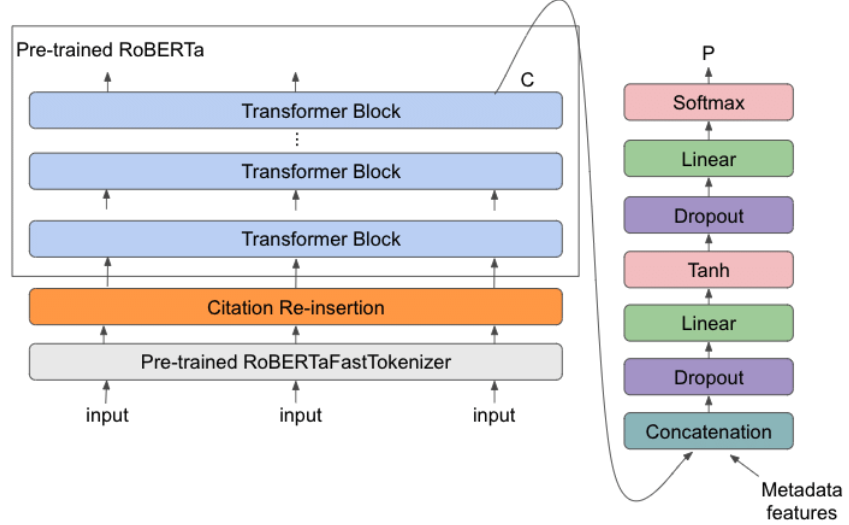 Pre-trained RoBERTa
C
Transformer Block
Transformer Block
Transformer Block
Citation Re-insertion
Pre-trained RoBERTaFastTokenizer
input
input
input
P
Softmax
Linear
Dropout
Tanh
Linear
Dropout
Concatenation
Metadata
features